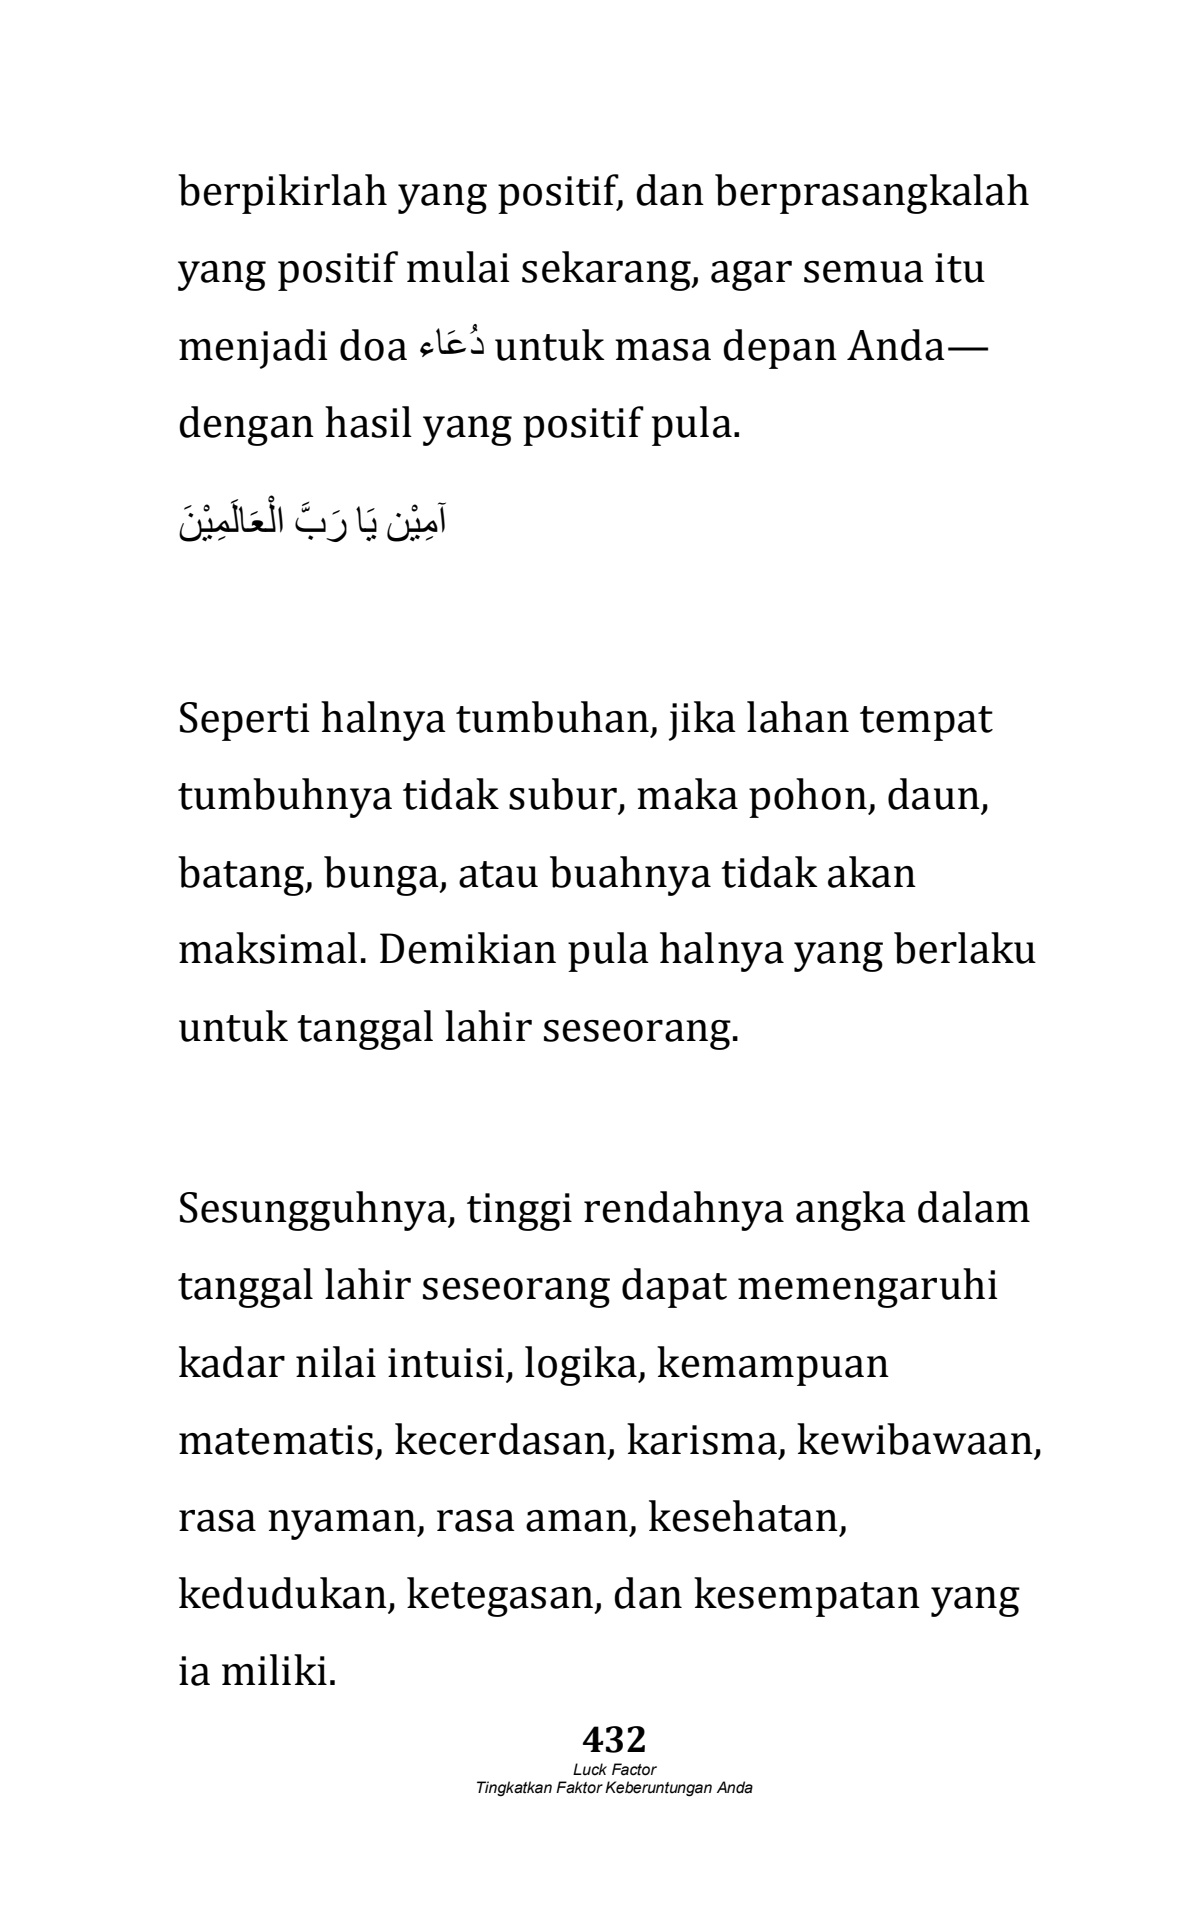 berpikirlah yang positif, dan berprasangkalah
yang positif mulai sekarang, agar semua itu
menjadi doa دُعَاء untuk masa depan Anda—
dengan hasil yang positif pula.
آمِيْن يَا رَبَّ الْعَالَمِيْنَ
Seperti halnya tumbuhan, jika lahan tempat
tumbuhnya tidak subur, maka pohon, daun,
batang, bunga, atau buahnya tidak akan
maksimal. Demikian pula halnya yang berlaku
untuk tanggal lahir seseorang.
Sesungguhnya, tinggi rendahnya angka dalam
tanggal lahir seseorang dapat memengaruhi
kadar nilai intuisi, logika, kemampuan
matematis, kecerdasan, karisma, kewibawaan,
rasa nyaman, rasa aman, kesehatan,
kedudukan, ketegasan, dan kesempatan yang
ia miliki.
432
Luck Factor
Tingkatkan Faktor Keberuntungan Anda